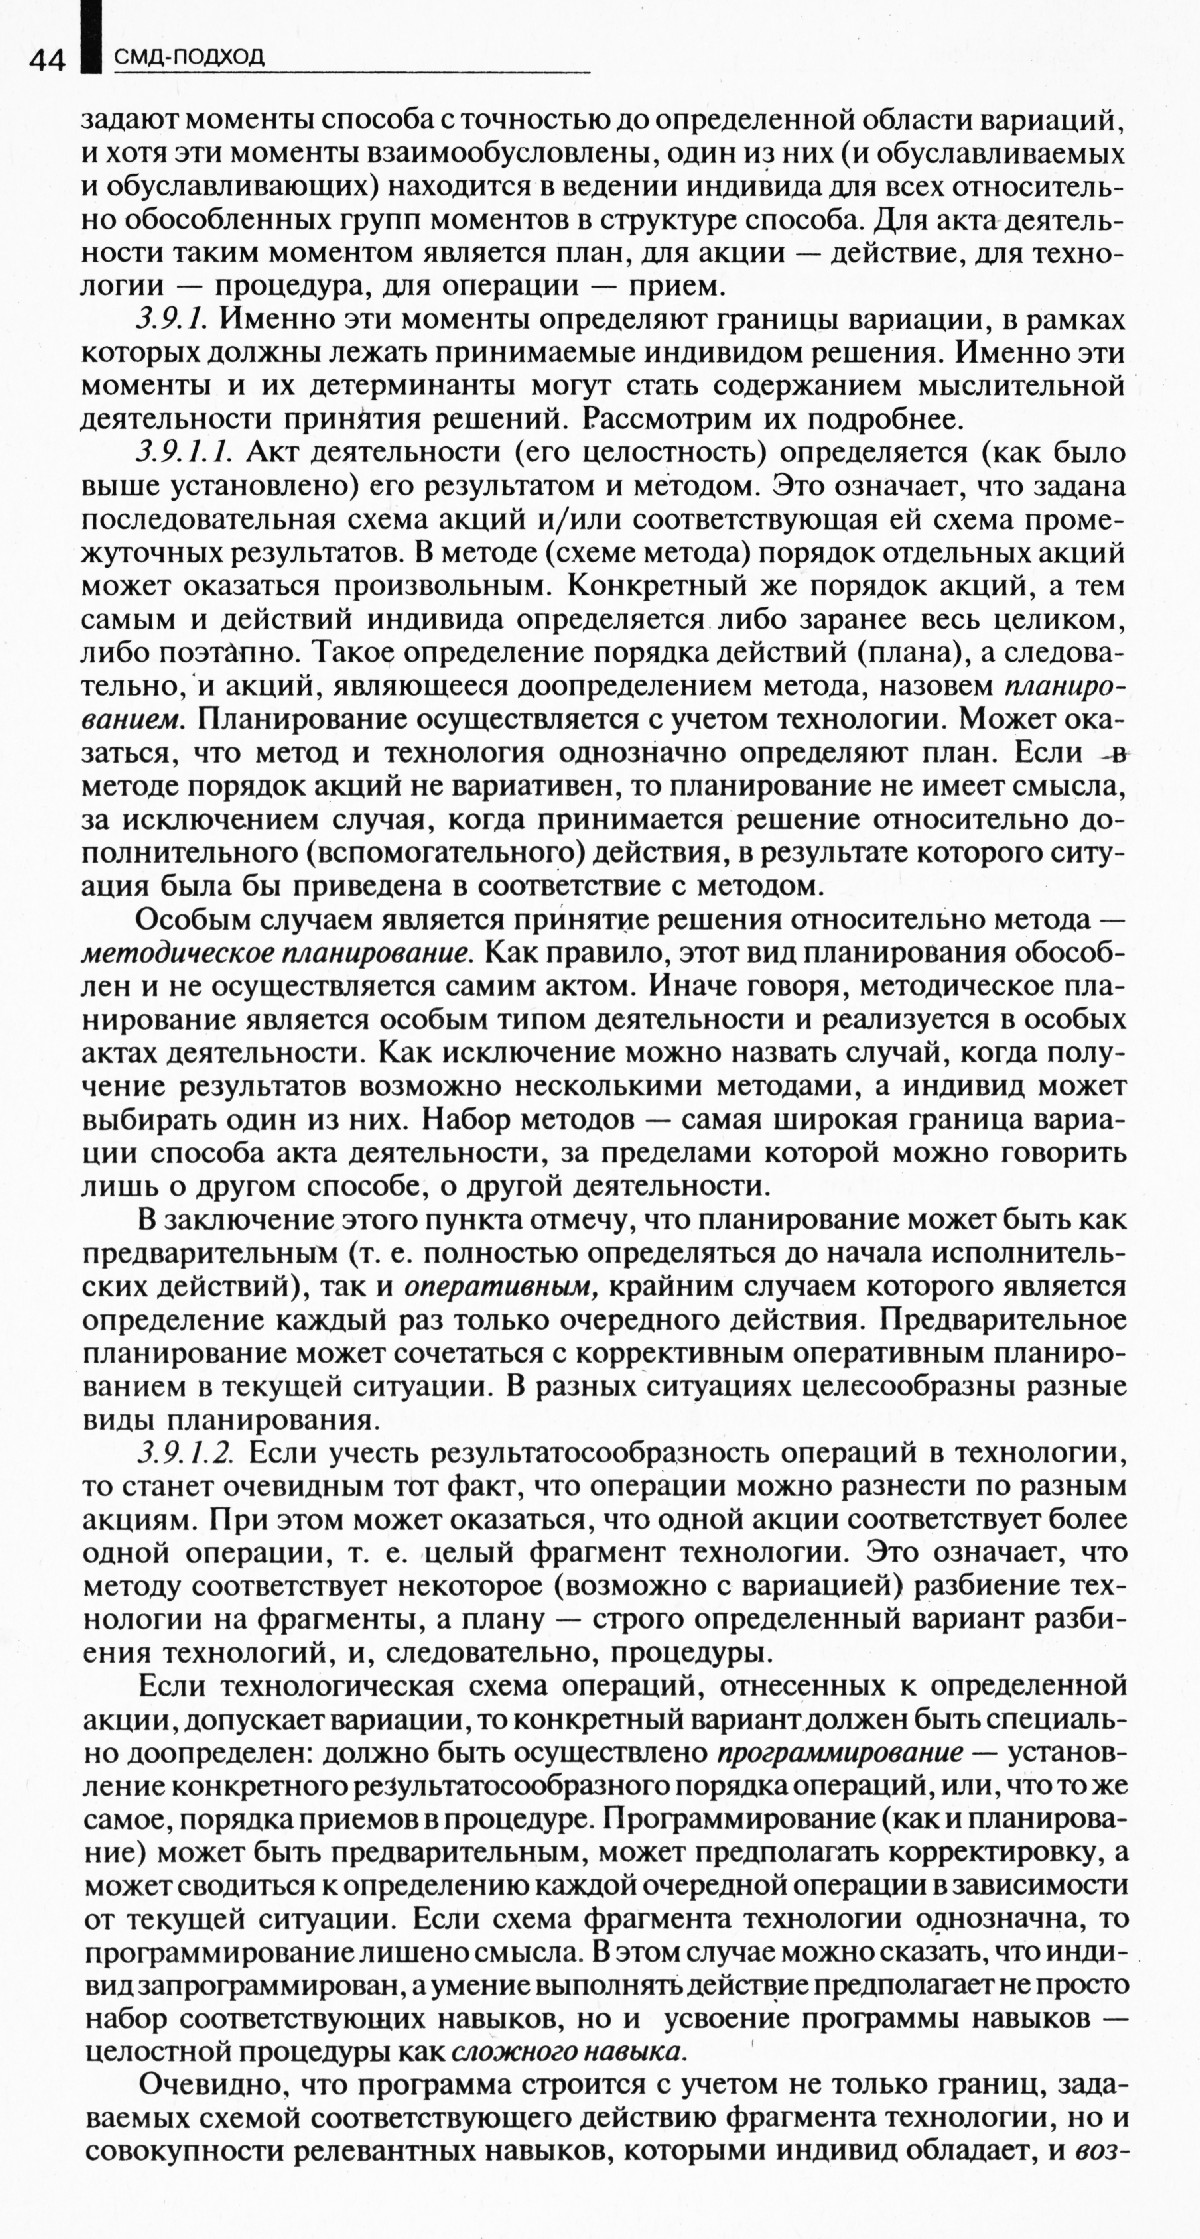 44
СМД-ПОДХОД
задают моменты способа с точностью до определенной области вариаций,
и хотя эти моменты взаимообусловлены, один из них (и обуславливаемых
и обуславливающих) находится в ведении индивида для всех относитель-
но обособленных групп моментов в структуре способа. Для акта деятель-
ности таким моментом является план, для акции — действие, для техно-
логии — процедура, для операции — прием.
3.9.1. Именно эти моменты определяют границы вариации, в рамках
которых должны лежать принимаемые индивидом решения. Именно эти
моменты и их детерминанты могут стать содержанием мыслительной
деятельности принятия решений. Рассмотрим их подробнее.
3.9.1.1. Акт деятельности (его целостность) определяется (как было
выше установлено) его результатом и методом. Это означает, что задана
последовательная схема акций и/или соответствующая ей схема проме-
жуточных результатов. В методе (схеме метода) порядок отдельных акций
может оказаться произвольным. Конкретный же порядок акций, а тем
самым и действий индивида определяется либо заранее весь целиком,
либо поэтапно. Такое определение порядка действий (плана), а следова-
тельно, и акций, являющееся доопределением метода, назовем планиро-
ванием. Планирование осуществляется с учетом технологии. Может ока-
заться, что метод и технология однозначно определяют план. Если в
методе порядок акций не вариативен, то планирование не имеет смысла,
за исключением случая, когда принимается решение относительно до-
полнительного (вспомогательного) действия, в результате которого ситу-
ация была бы приведена в соответствие с методом.
Особым случаем является принятие решения относительно метода —
методическое планирование. Как правило, этот вид планирования обособ-
лен и не осуществляется самим актом. Иначе говоря, методическое пла-
нирование является особым типом деятельности и реализуется в особых
актах деятельности. Как исключение можно назвать случай, когда полу-
чение результатов возможно несколькими методами, а индивид может
выбирать один из них. Набор методов — самая широкая граница вариа-
ции способа акта деятельности, за пределами которой можно говорить
лишь о другом способе, о другой деятельности.
В заключение этого пункта отмечу, что планирование может быть как
предварительным (т. е. полностью определяться до начала исполнитель-
ских действий), так и оперативным, крайним случаем которого является
определение каждый раз только очередного действия. Предварительное
планирование может сочетаться с коррективным оперативным планиро-
ванием в текущей ситуации. В разных ситуациях целесообразны разные
виды планирования.
3.9.1.2. Если учесть результатосообразность операций в технологии,
то станет очевидным тот факт, что операции можно разнести по разным
акциям. При этом может оказаться, что одной акции соответствует более
одной операции, т. е. целый фрагмент технологии. Это означает, что
методу соответствует некоторое (возможно с вариацией) разбиение тех-
нологии на фрагменты, а плану — строго определенный вариант разби-
ения технологий, и, следовательно, процедуры.
Если технологическая схема операций, отнесенных к определенной
акции, допускает вариации, то конкретный вариант должен быть специаль-
но доопределен: должно быть осуществлено программирование — установ-
ление конкретного результатосообразного порядка операций, или, что то же
самое, порядка приемов в процедуре. Программирование (как и планирова-
ние) может быть предварительным, может предполагать корректировку, а
может сводиться к определению каждой очередной операции в зависимости
от текущей ситуации. Если схема фрагмента технологии однозначна, то
программирование лишено смысла. В этом случае можно сказать, что инди-
вид запрограммирован, а умение выполнять действие предполагает не просто
набор соответствующих навыков, но и усвоение программы навыков —
целостной процедуры как сложного навыка.
Очевидно, что программа строится с учетом не только границ, зада-
ваемых схемой соответствующего действию фрагмента технологии, но и
совокупности релевантных навыков, которыми индивид обладает, и воз-